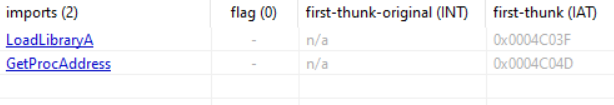 imports (2) flag (0) first-thunk-original (INT) first-thunk (IAT)
LoadLibraryA - n/a 0x0004C03F
GetProcAddress - n/a 0x0004C04D